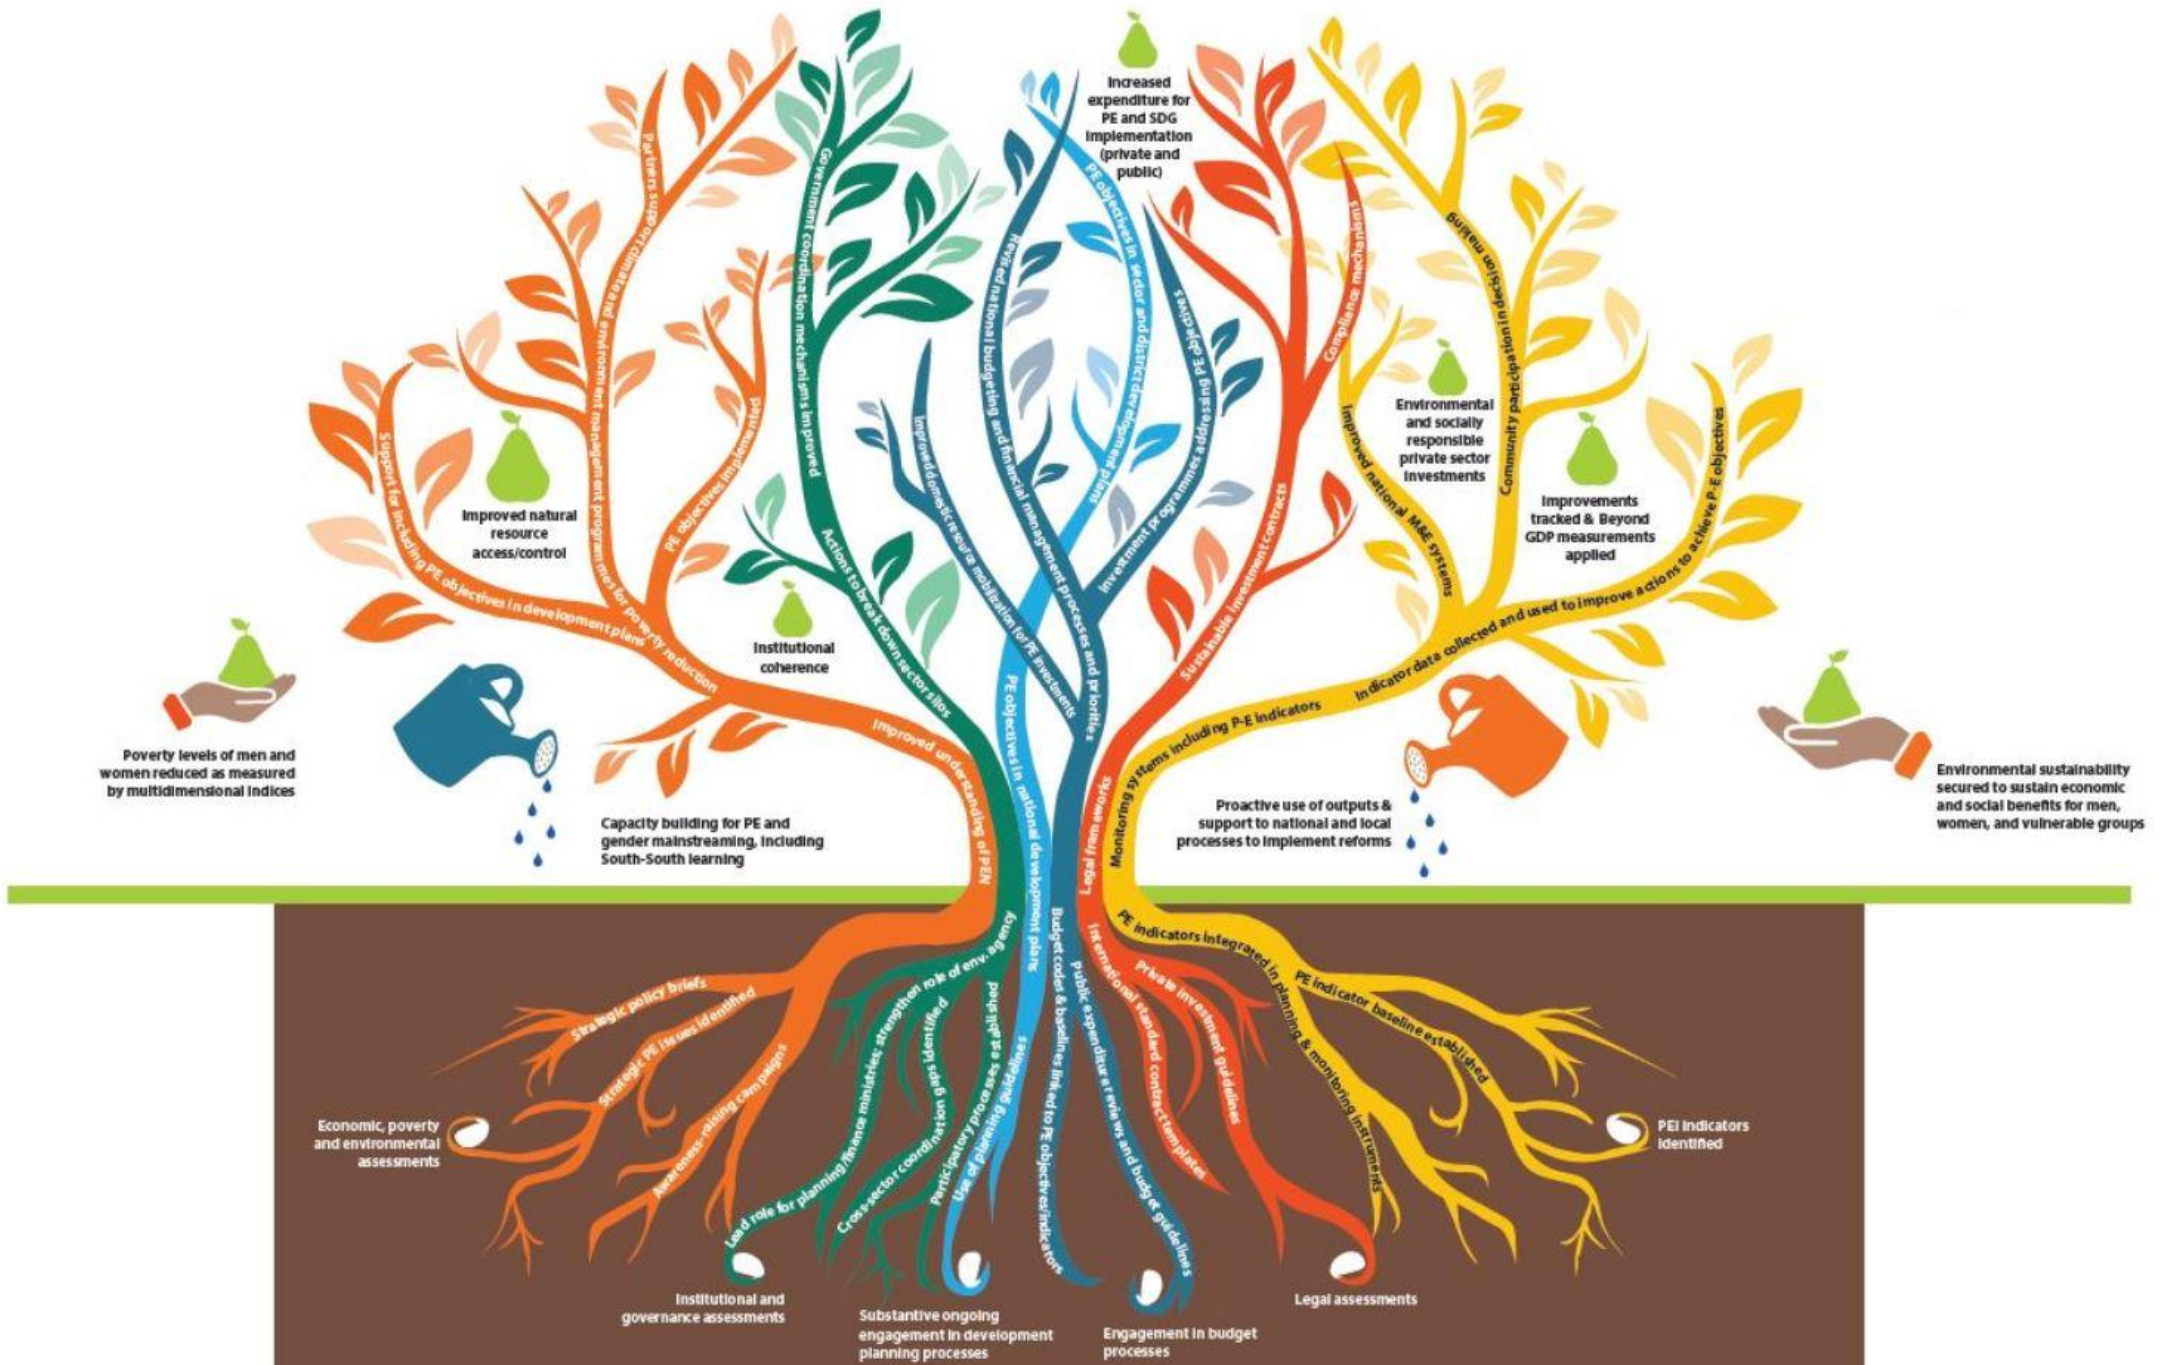 Increased
expenditure for
PE and SDG
implementation
(private and
public)
Partners support climate and environment management programmes for poverty reduction
Government coordination mechanisms improved
Revised national budgeting and financial management processes and priorities
PE objectives in sector and district development plans
Investment programmes addressing PE objectives
Compliance mechanisms
Community participation in decision making
Support for including PE objectives in development plans
PE objectives implemented
Improved domestic resource mobilization for PE investments
Sustainable investment contracts
Improved national M&E systems
Indicator data collected and used to improve actions to achieve P-E objectives
Improved natural
resource
access/control
Environmental
and socially
responsible
private sector
investments
Improvements
tracked & Beyond
GDP measurements
applied
Institutional
coherence
Actions to break down sector silos
Improved understanding of PEN
PE objectives in national development plans
Legal frameworks
Monitoring systems including P-E indicators
Poverty levels of men and
women reduced as measured
by multidimensional indices
Capacity building for PE and
gender mainstreaming, including
South-South learning
Proactive use of outputs &
support to national and local
processes to implement reforms
Environmental sustainability
secured to sustain economic
and social benefits for men,
women, and vulnerable groups
Strategic policy briefs
Strategic PE issues identified
Awareness-raising campaigns
Lead role for planning/finance ministries; strengthen role of env. agency
Cross-sector coordination gaps identified
Participatory processes established
Use of planning guidelines
Budget codes & baselines linked to PE objectives/indicators
Public expenditure reviews and budget guidelines
International standard contract templates
Private investment guidelines
PE indicators integrated in planning & monitoring instruments
PE indicator baseline established
Economic, poverty
and environmental
assessments
Institutional and
governance assessments
Substantive ongoing
engagement in development
planning processes
Engagement in budget
processes
Legal assessments
PEI indicators
identified